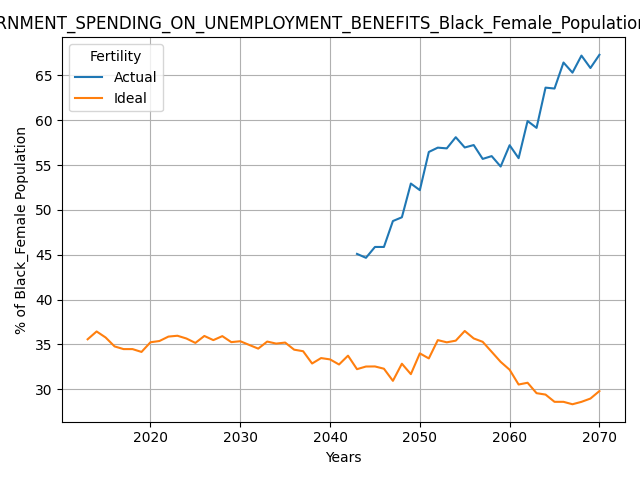 RNMENT_SPENDING_ON_UNEMPLOYMENT_BENEFITS_Black_Female_Population
Fertility
Actual
Ideal
% of Black_Female Population
65
60
55
50
45
40
35
30
2020 2030 2040 2050 2060 2070
Years